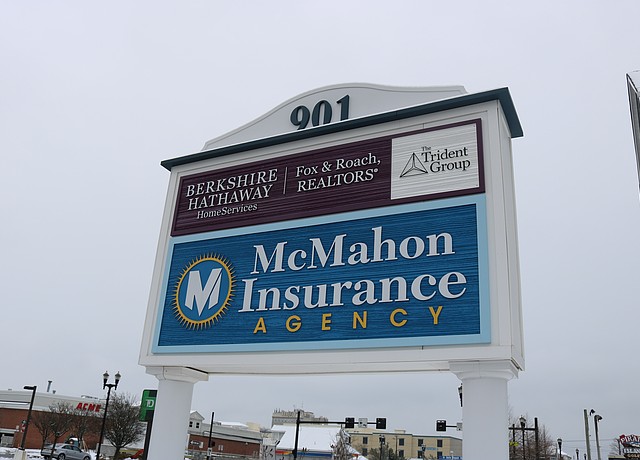 901
BERKSHIRE
HATHAWAY
HomeServices
Fox & Roach,
REALTORS®
The
Trident
Group
M
McMahon
Insurance
AGENCY
ACME
D